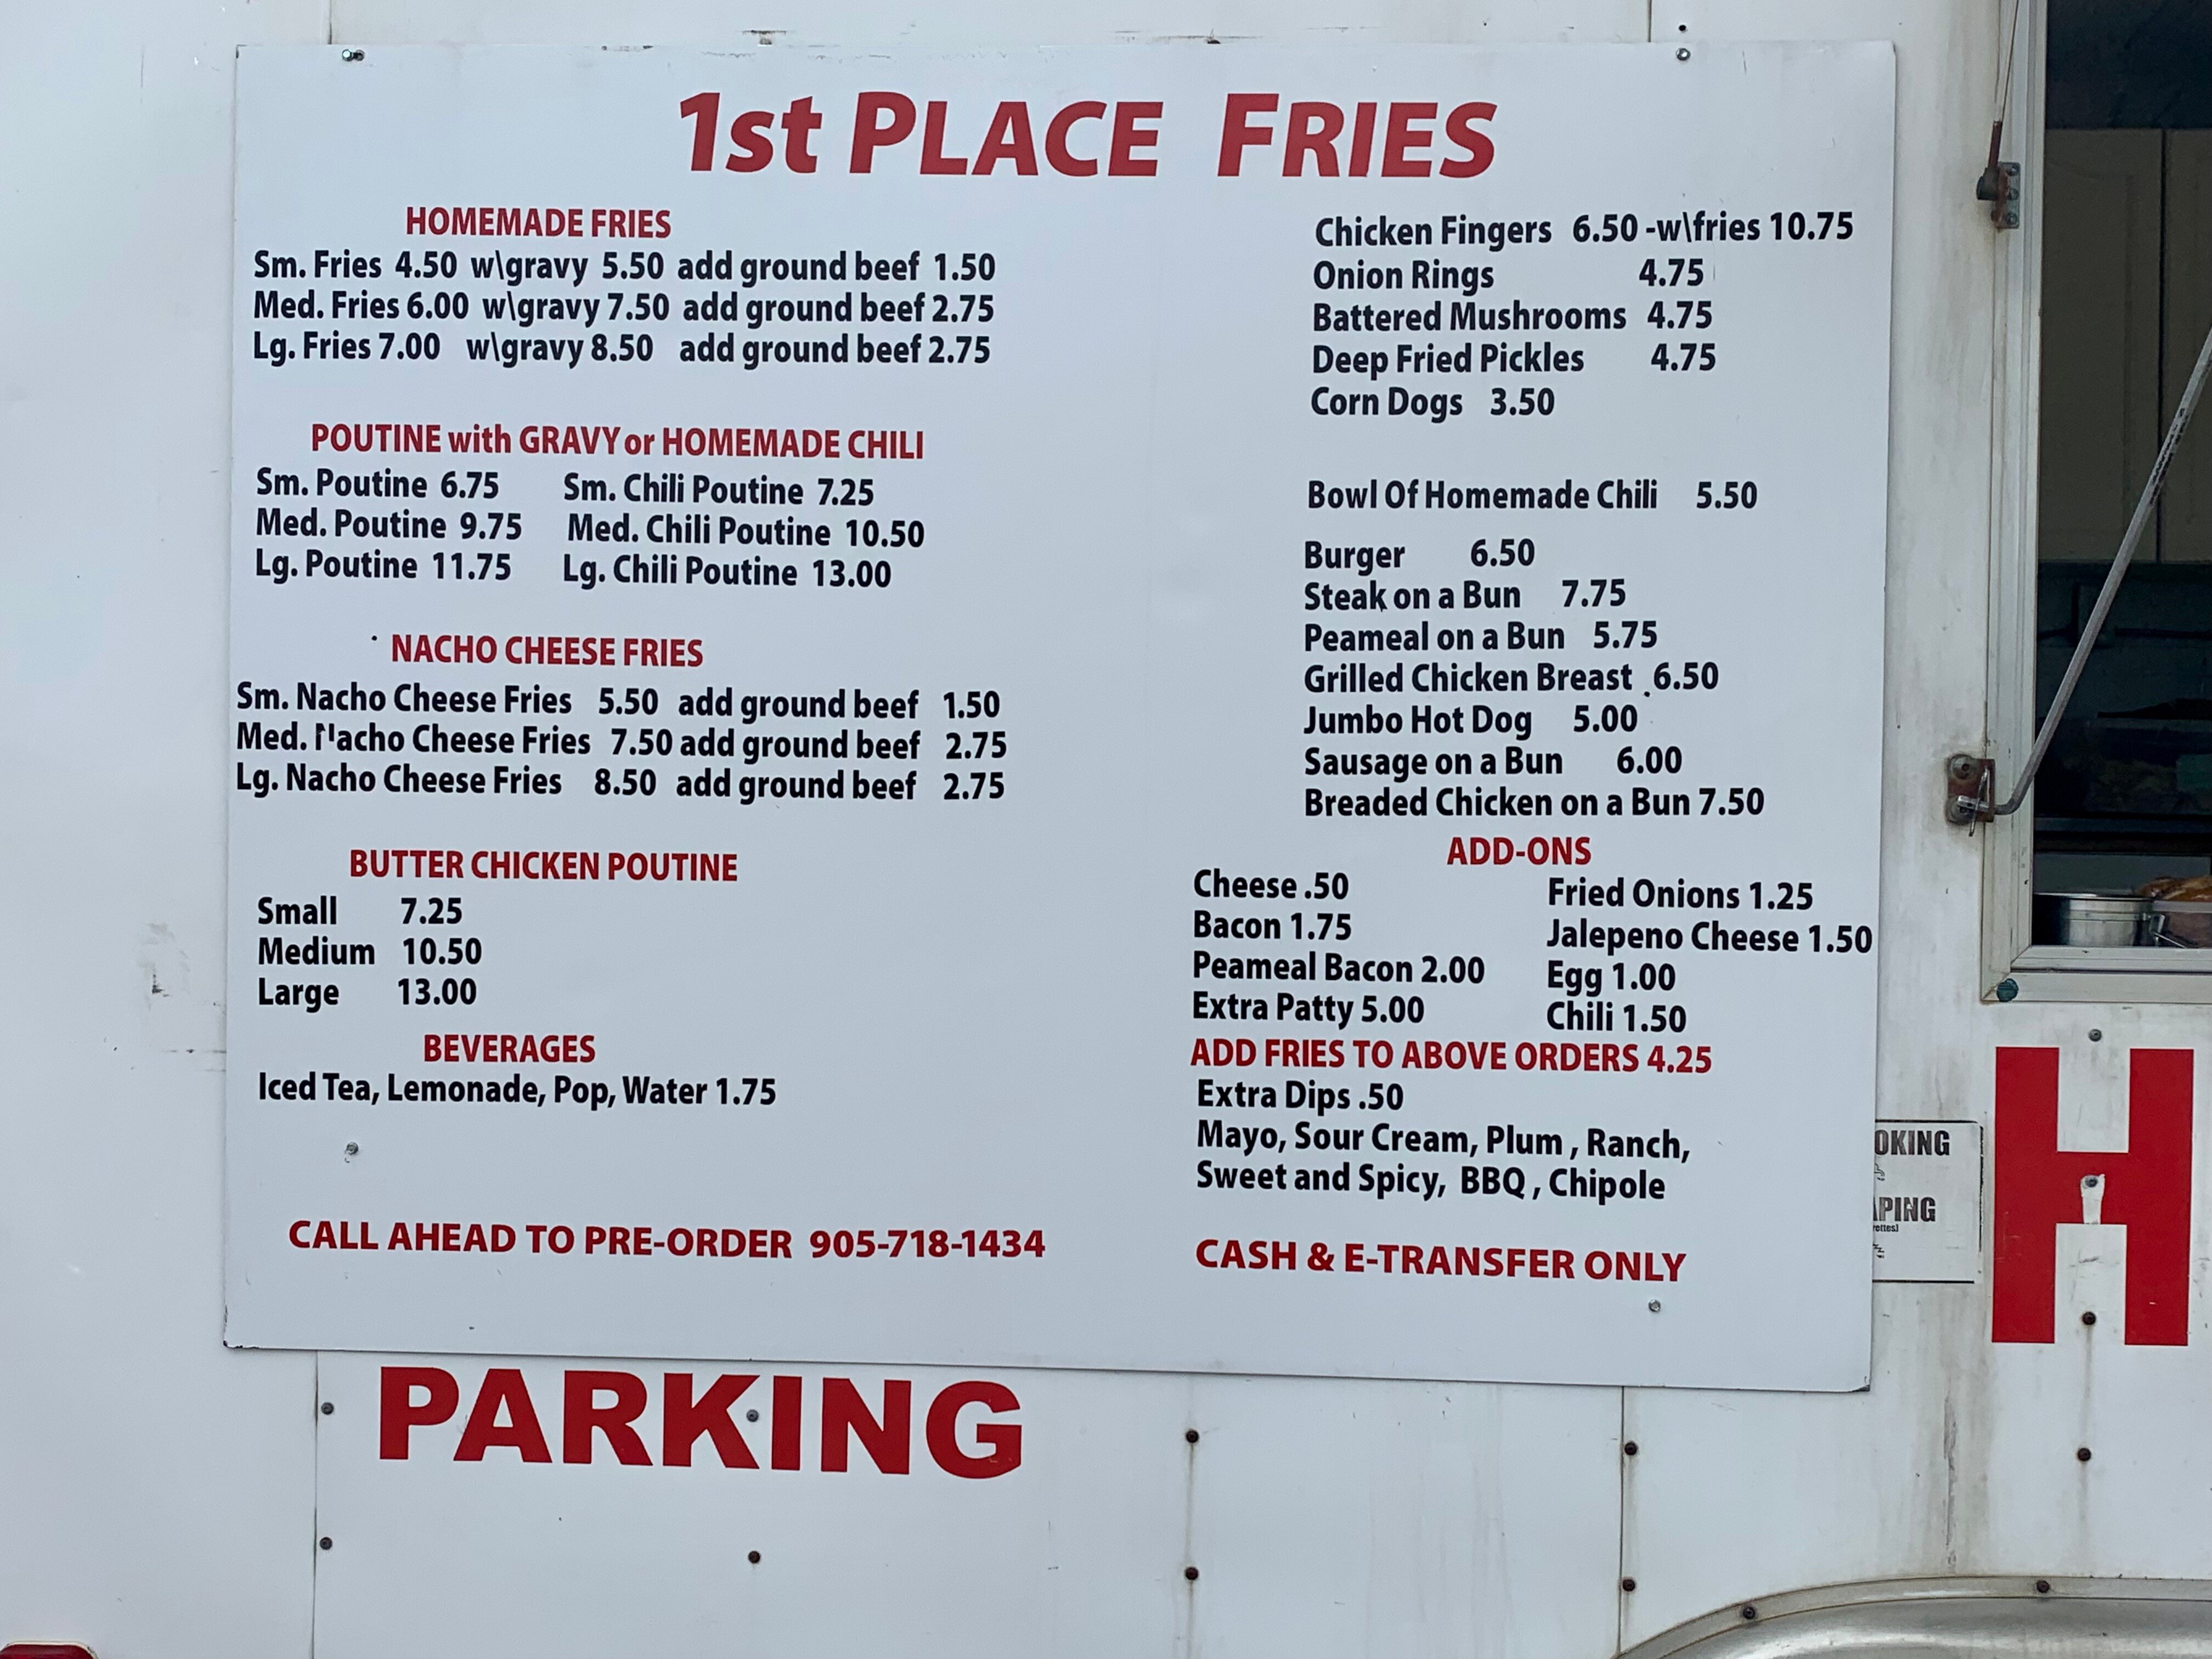 1st PLACE FRIES
HOMEMADE FRIES
Sm. Fries 4.50 w\gravy 5.50 add ground beef 1.50
Med. Fries 6.00 w\gravy 7.50 add ground beef 2.75
Lg. Fries 7.00 w\gravy 8.50 add ground beef 2.75
POUTINE with GRAVY or HOMEMADE CHILI
Sm. Poutine 6.75 Sm. Chili Poutine 7.25
Med. Poutine 9.75 Med. Chili Poutine 10.50
Lg. Poutine 11.75 Lg. Chili Poutine 13.00
NACHO CHEESE FRIES
Sm. Nacho Cheese Fries 5.50 add ground beef 1.50
Med. Nacho Cheese Fries 7.50 add ground beef 2.75
Lg. Nacho Cheese Fries 8.50 add ground beef 2.75
BUTTER CHICKEN POUTINE
Small 7.25
Medium 10.50
Large 13.00
BEVERAGES
Iced Tea, Lemonade, Pop, Water 1.75
CALL AHEAD TO PRE-ORDER 905-718-1434
Chicken Fingers 6.50 -w\fries 10.75
Onion Rings 4.75
Battered Mushrooms 4.75
Deep Fried Pickles 4.75
Corn Dogs 3.50
Bowl Of Homemade Chili 5.50
Burger 6.50
Steak on a Bun 7.75
Peameal on a Bun 5.75
Grilled Chicken Breast 6.50
Jumbo Hot Dog 5.00
Sausage on a Bun 6.00
Breaded Chicken on a Bun 7.50
ADD-ONS
Cheese .50 Fried Onions 1.25
Bacon 1.75 Jalepeno Cheese 1.50
Peameal Bacon 2.00 Egg 1.00
Extra Patty 5.00 Chili 1.50
ADD FRIES TO ABOVE ORDERS 4.25
Extra Dips .50
Mayo, Sour Cream, Plum , Ranch,
Sweet and Spicy, BBQ , Chipole
CASH & E-TRANSFER ONLY
OKING
APING
H
PARKING